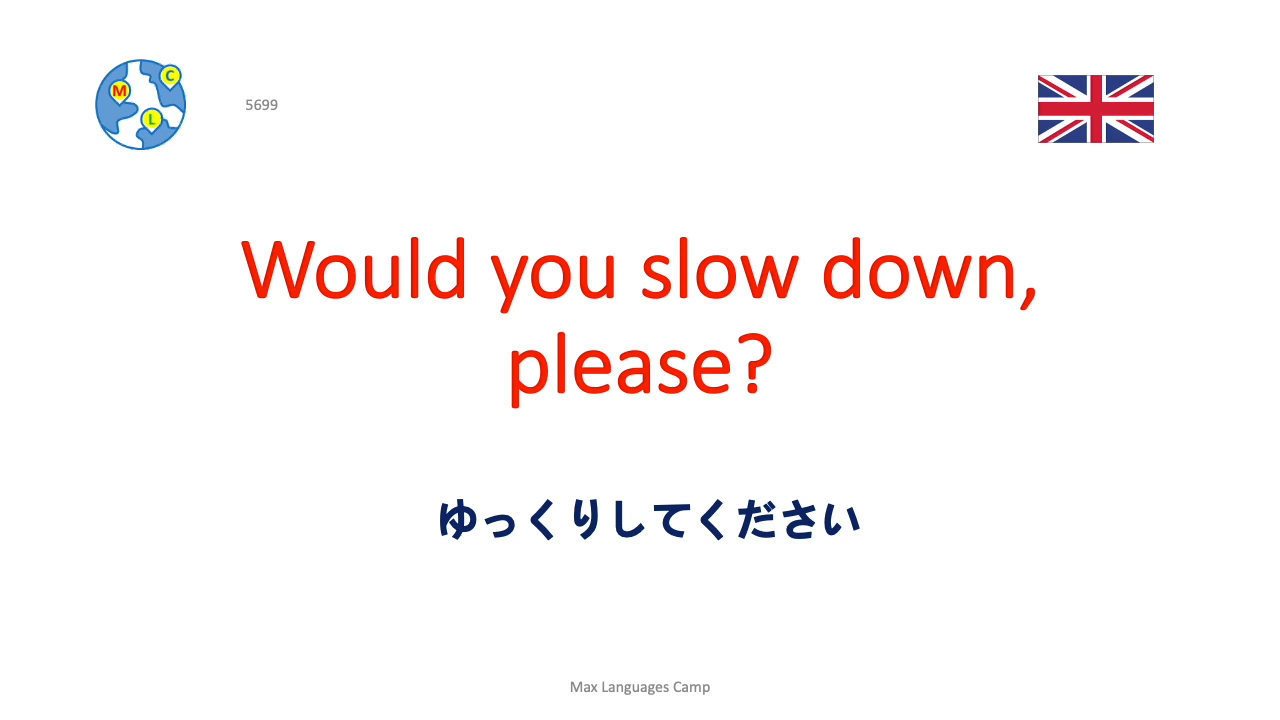 M
C
L
5699
Would you slow down,
please?
ゆっくりしてください
Max Languages Camp